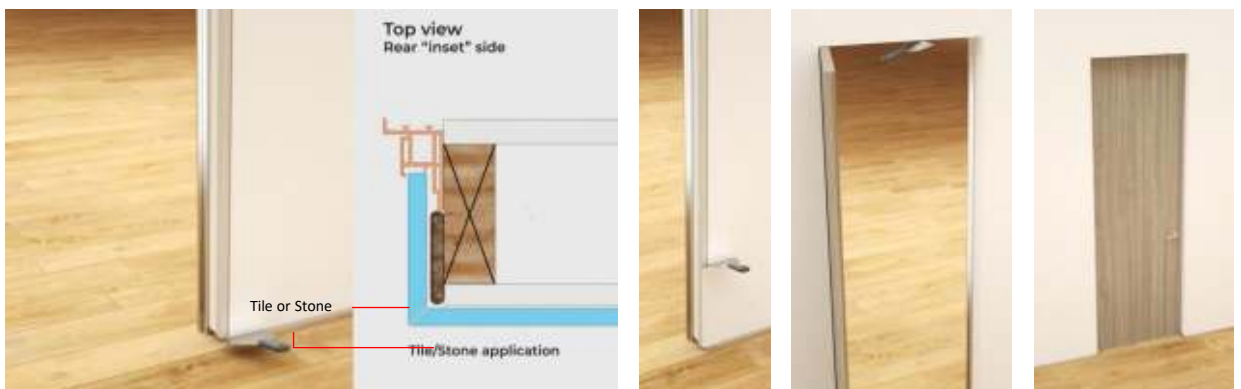 Top view
Rear “inset” side
Tile or Stone
Tile/Stone application